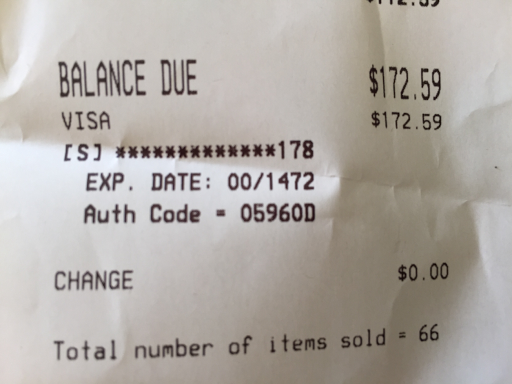 BALANCE DUE $172.59
VISA $172.59
[S] *************178
EXP. DATE: 00/1472
Auth Code = 05960D
CHANGE $0.00
Total number of items sold = 66